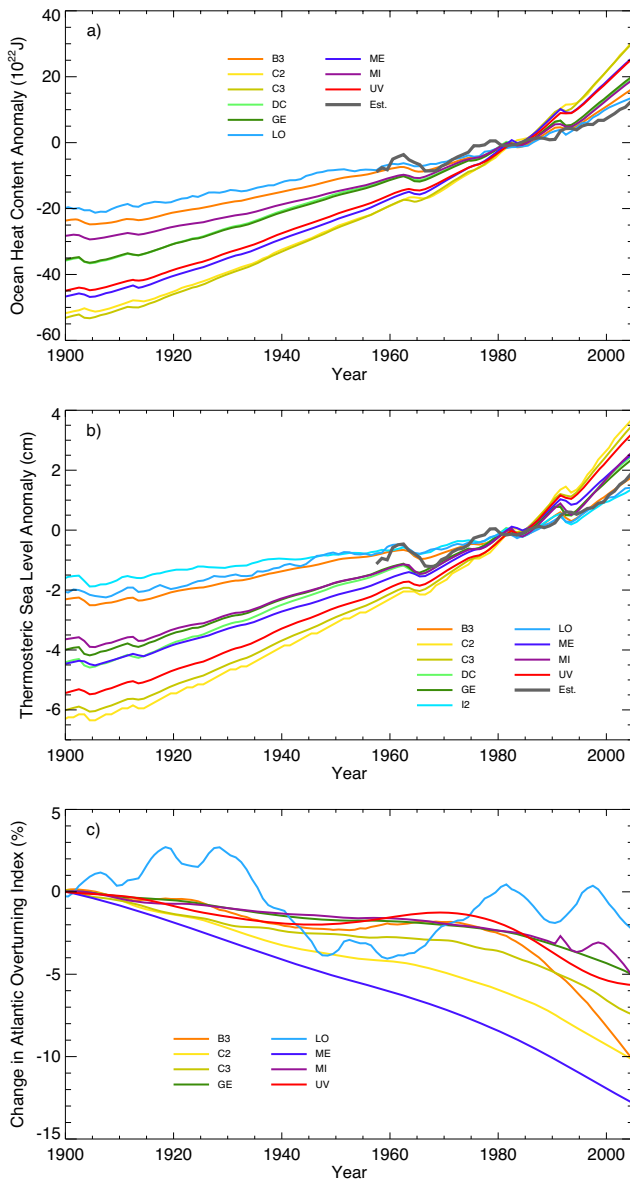 a)
Ocean Heat Content Anomaly (10^22 J)
20
0
-20
-40
-60
B3
C2
C3
DC
GE
LO
ME
MI
UV
Est.
1900 1920 1940 1960 1980 2000
Year
b)
Thermosteric Sea Level Anomaly (cm)
4
2
0
-2
-4
-6
B3
C2
C3
DC
GE
I2
LO
ME
MI
UV
Est.
1900 1920 1940 1960 1980 2000
Year
c)
Change in Atlantic Overturning Index (%)
5
0
-5
-10
-15
B3
C2
C3
GE
LO
ME
MI
UV
1900 1920 1940 1960 1980 2000
Year